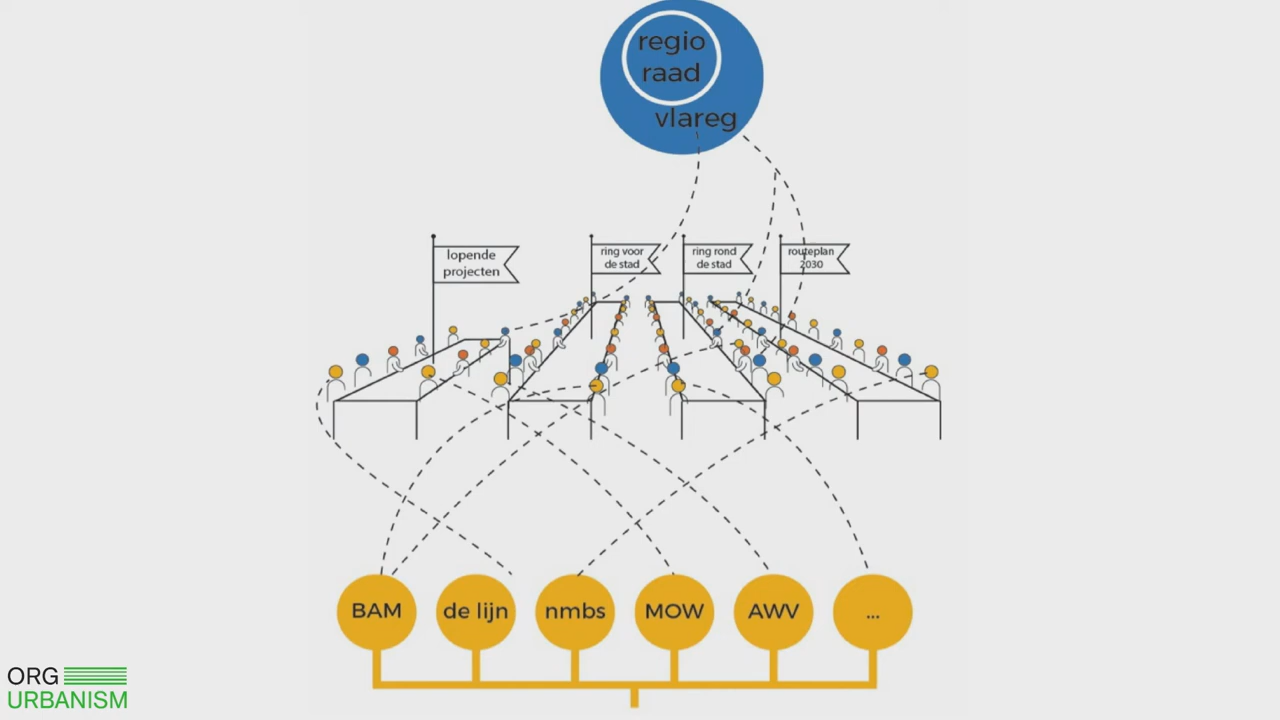 regio
raad
vlareg
lopende
projecten
ring voor
de stad
ring rond
de stad
routeplan
2030
BAM
de lijn
nmbs
MOW
AWV
...
ORG
URBANISM